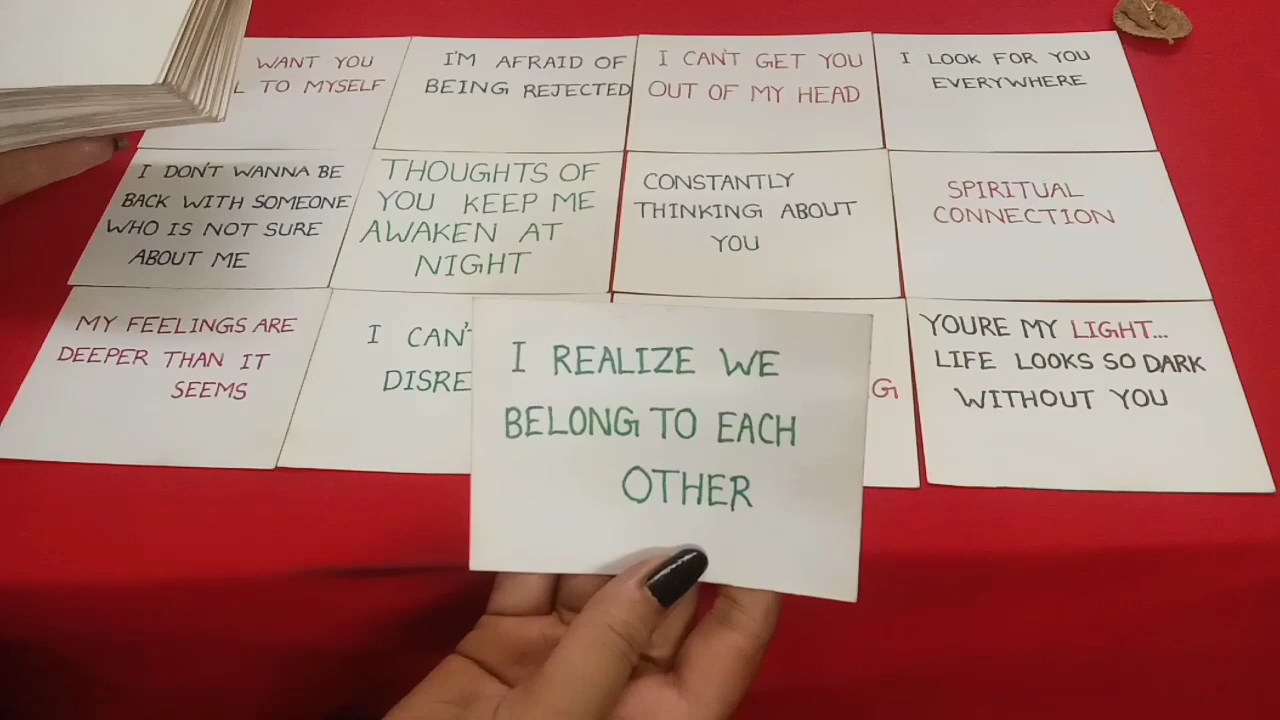 WANT YOU
L TO MYSELF
I'M AFRAID OF
BEING REJECTED
I CAN'T GET YOU
OUT OF MY HEAD
I LOOK FOR YOU
EVERYWHERE
I DON'T WANNA BE
BACK WITH SOMEONE
WHO IS NOT SURE
ABOUT ME
THOUGHTS OF
YOU KEEP ME
AWAKEN AT
NIGHT
CONSTANTLY
THINKING ABOUT
YOU
SPIRITUAL
CONNECTION
MY FEELINGS ARE
DEEPER THAN IT
SEEMS
I CAN'
DISRE
I REALIZE WE
BELONG TO EACH
OTHER
G
YOURE MY LIGHT...
LIFE LOOKS SO DARK
WITHOUT YOU